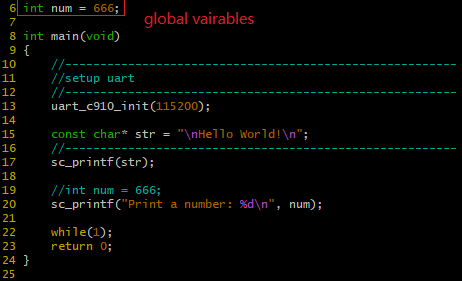 6 int num = 666;
global vairables
7
8 int main(void)
9 {
10 //--------------------------------------------------------
11 //setup uart
12 //--------------------------------------------------------
13 uart_c910_init(115200);
14
15 const char* str = "\nHello World!\n";
16 //--------------------------------------------------------
17 sc_printf(str);
18
19 //int num = 666;
20 sc_printf("Print a number: %d\n", num);
21
22 while(1);
23 return 0;
24 }
25